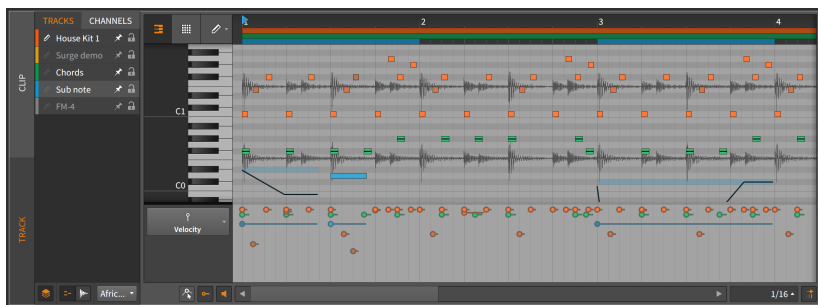 TRACKS CHANNELS
1 2 3 4
House Kit 1
Surge demo
Chords
Sub note
FM-4
CLIP
TRACK
C1
C0
Velocity
Afric...
1/16